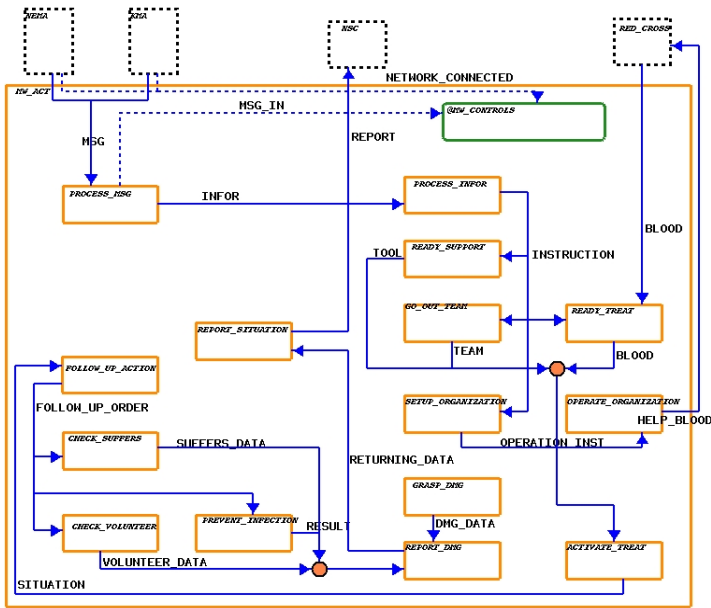 NEMA
KMA
NSC
RED_CROSS
NETWORK_CONNECTED
MW_ACT
MSG_IN
@MW_CONTROLS
MSG
REPORT
PROCESS_MSG
INFOR
PROCESS_INFOR
BLOOD
TOOL
READY_SUPPORT
INSTRUCTION
GO_OUT_TEAM
READY_TREAT
REPORT_SITUATION
TEAM
BLOOD
FOLLOW_UP_ACTION
FOLLOW_UP_ORDER
SETUP_ORGANIZATION
OPERATE_ORGANIZATION
HELP_BLOOD
CHECK_SUFFERS
SUFFERS_DATA
OPERATION_INST
RETURNING_DATA
GRASP_DMG
CHECK_VOLUNTEER
PREVENT_INFECTION
RESULT
DMG_DATA
REPORT_DMG
ACTIVATE_TREAT
VOLUNTEER_DATA
SITUATION